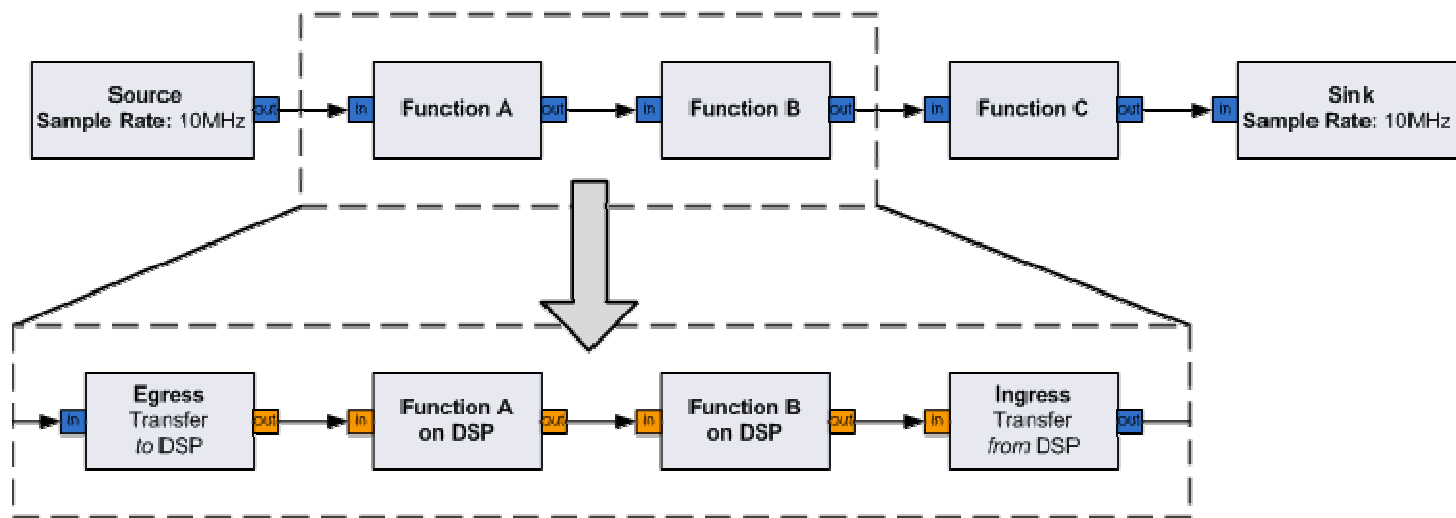 Source
Sample Rate: 10MHz
out
in
Function A
out
in
Function B
out
in
Function C
out
in
Sink
Sample Rate: 10MHz
in
Egress
Transfer
to DSP
out
in
Function A
on DSP
out
in
Function B
on DSP
out
in
Ingress
Transfer
from DSP
out